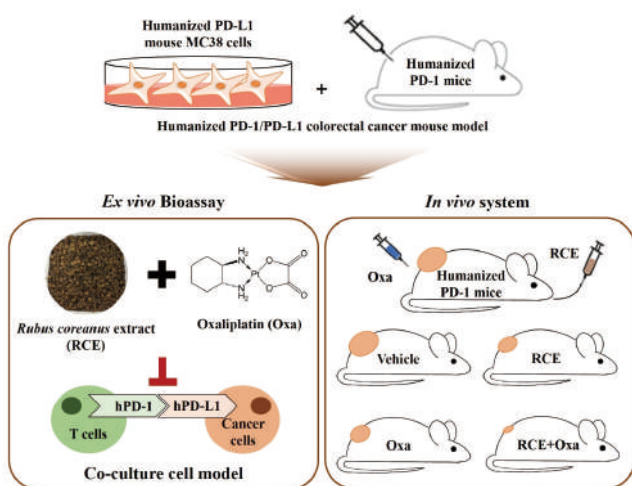 Humanized PD-L1
mouse MC38 cells
+
Humanized
PD-1 mice
Humanized PD-1/PD-L1 colorectal cancer mouse model
Ex vivo Bioassay
Rubus coreanus extract
(RCE)
NH2
NH2
Pt
O
O
O
O
Oxaliplatin (Oxa)
hPD-1
hPD-L1
T cells
Cancer
cells
Co-culture cell model
In vivo system
Oxa
RCE
Humanized
PD-1 mice
Vehicle
RCE
Oxa
RCE+Oxa